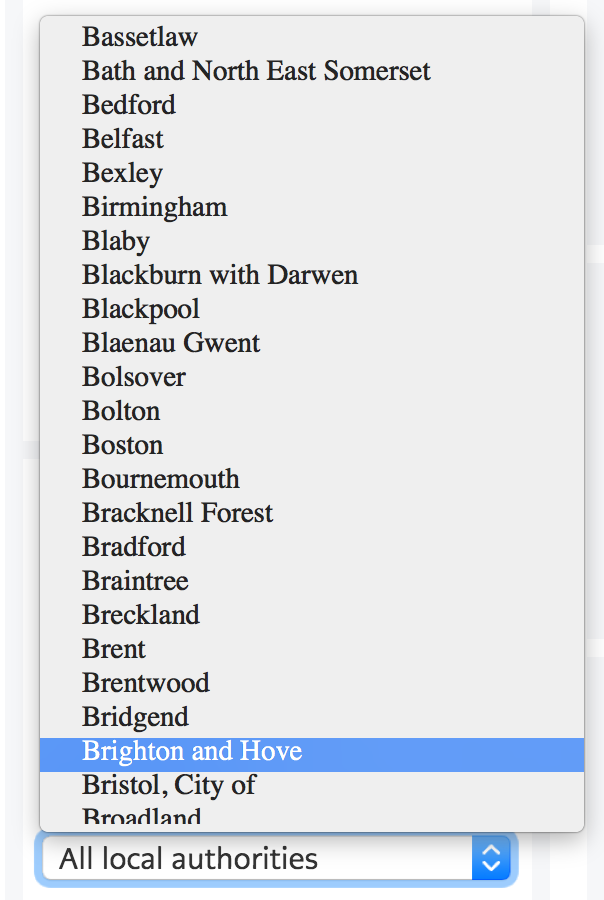 Bassetlaw
Bath and North East Somerset
Bedford
Belfast
Bexley
Birmingham
Blaby
Blackburn with Darwen
Blackpool
Blaenau Gwent
Bolsover
Bolton
Boston
Bournemouth
Bracknell Forest
Bradford
Braintree
Breckland
Brent
Brentwood
Bridgend
Brighton and Hove
Bristol, City of
Broadland
All local authorities